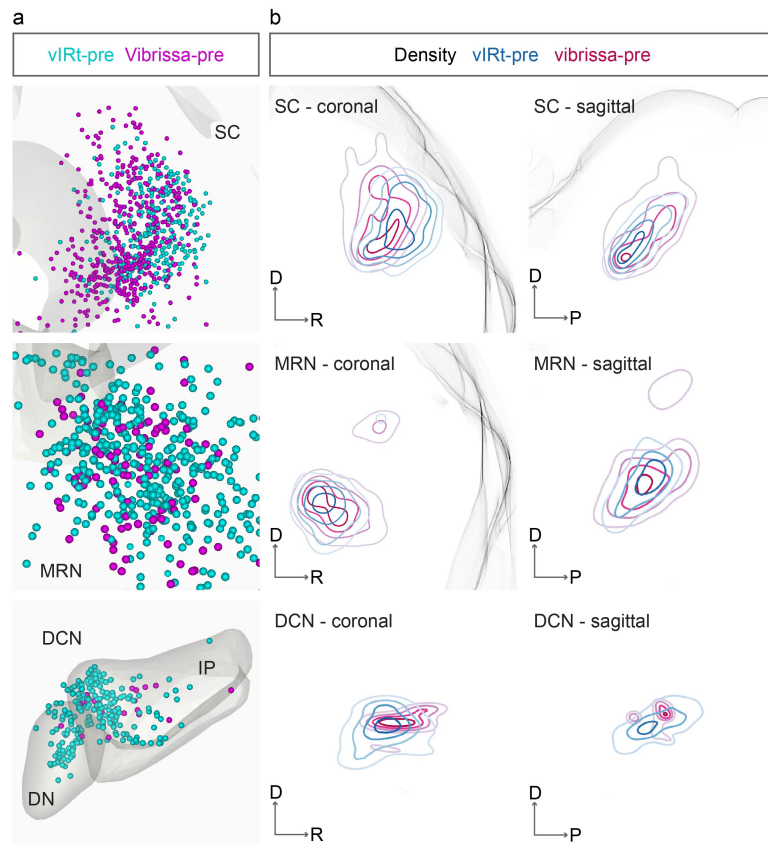 a
b
vIRt-pre Vibrissa-pre
Density vIRt-pre vibrissa-pre
SC
SC - coronal
D
R
SC - sagittal
D
P
MRN
MRN - coronal
D
R
MRN - sagittal
D
P
DCN
IP
DN
DCN - coronal
D
R
DCN - sagittal
D
P